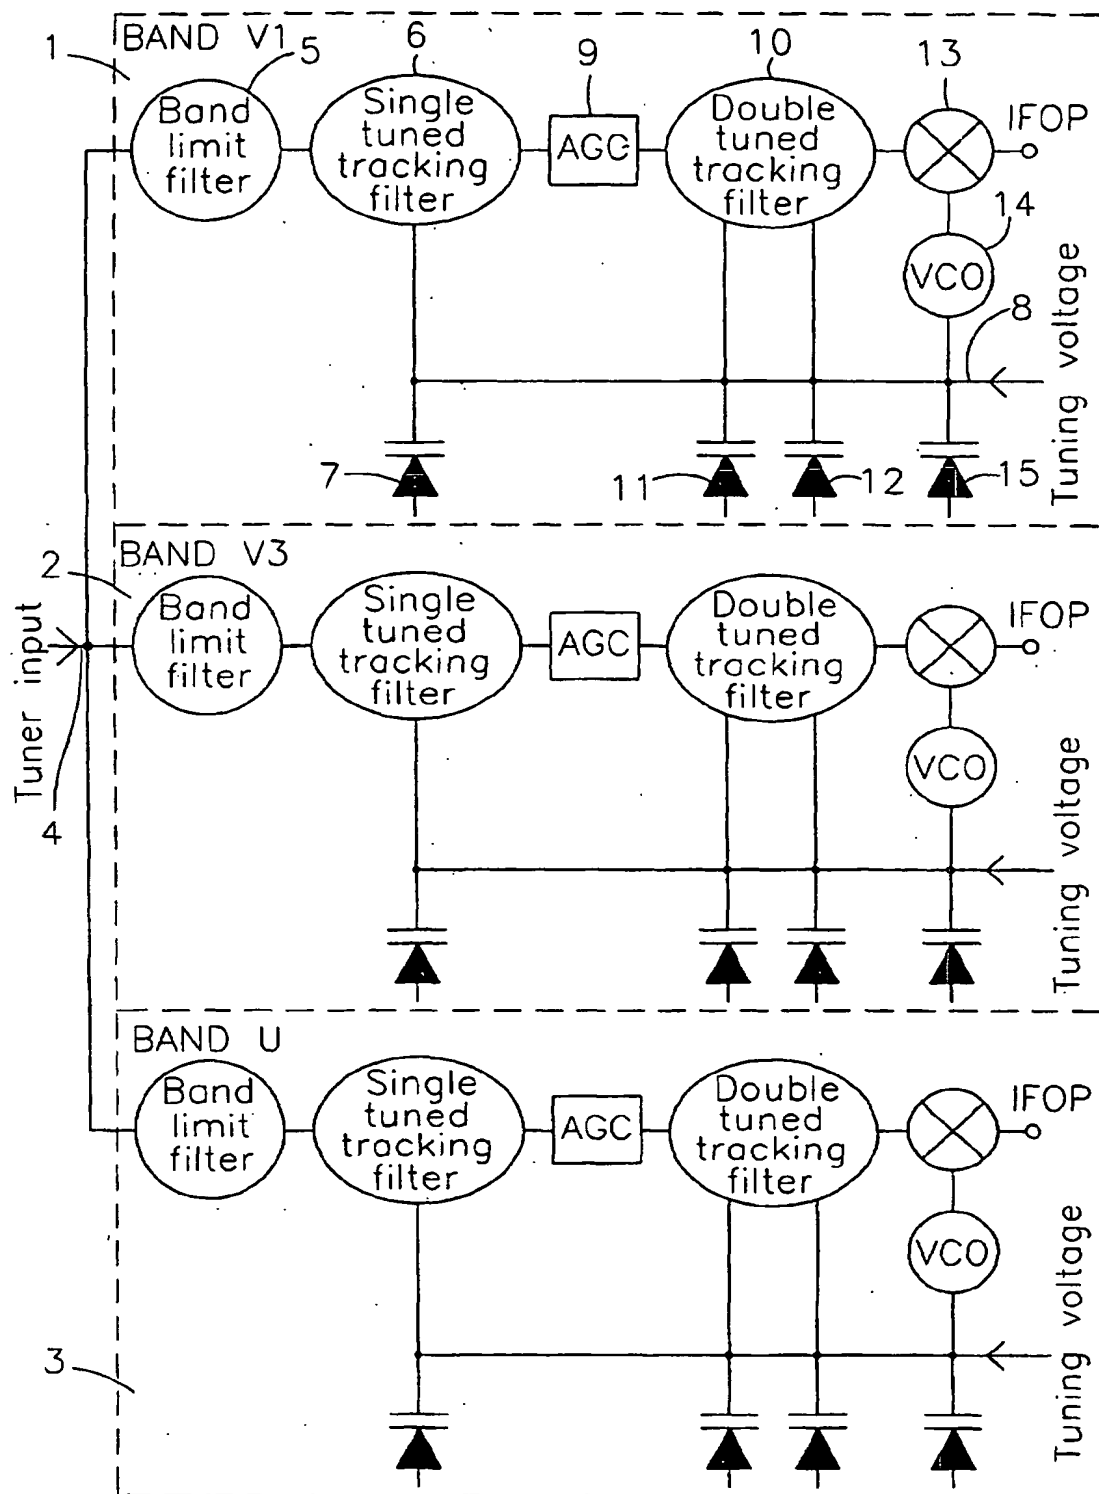 BAND V1
1
5
6
9
10
13
Band
limit
filter
Single
tuned
tracking
filter
AGC
Double
tuned
tracking
filter
IFOP
14
VCO
8
Tuning voltage
7
11
12
15
BAND V3
2
Tuner input
4
Band
limit
filter
Single
tuned
tracking
filter
AGC
Double
tuned
tracking
filter
IFOP
VCO
Tuning voltage
BAND U
3
Band
limit
filter
Single
tuned
tracking
filter
AGC
Double
tuned
tracking
filter
IFOP
VCO
Tuning voltage